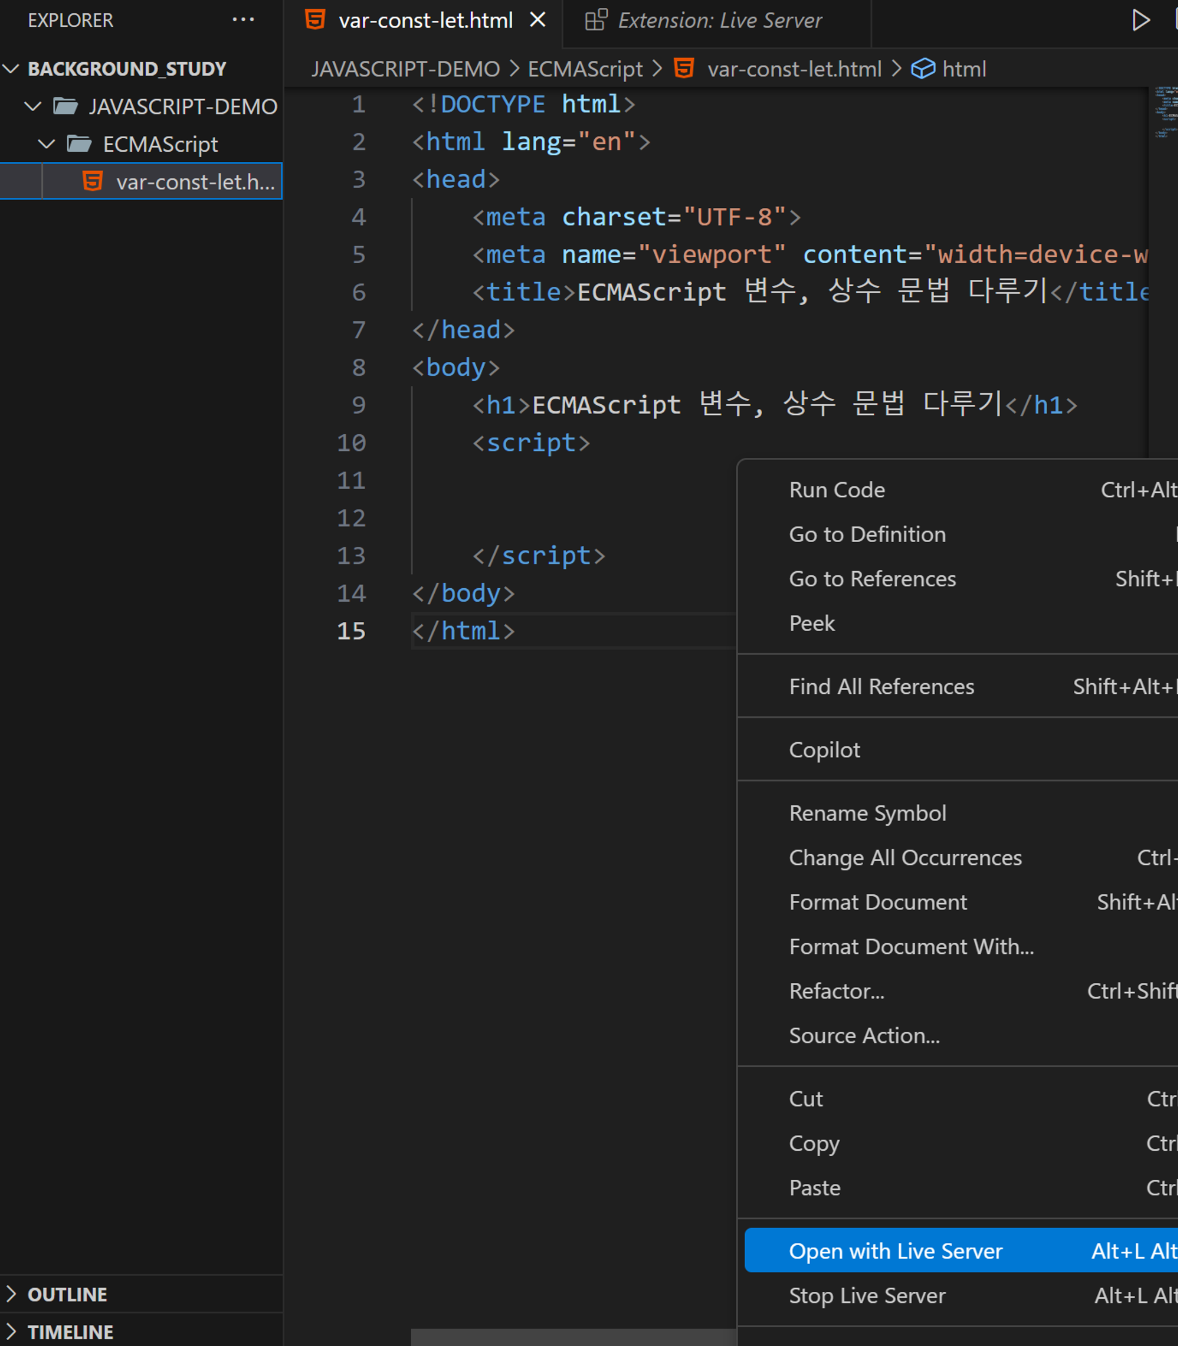 EXPLORER ···
BACKGROUND_STUDY
JAVASCRIPT-DEMO
ECMAScript
var-const-let.h...
OUTLINE
TIMELINE
var-const-let.html
Extension: Live Server
JAVASCRIPT-DEMO > ECMAScript > var-const-let.html > html
1 <!DOCTYPE html>
2 <html lang="en">
3 <head>
4 <meta charset="UTF-8">
5 <meta name="viewport" content="width=device-w
6 <title>ECMAScript 변수, 상수 문법 다루기</title
7 </head>
8 <body>
9 <h1>ECMAScript 변수, 상수 문법 다루기</h1>
10 <script>
11
12
13 </script>
14 </body>
15 </html>
Run Code Ctrl+Alt
Go to Definition
Go to References Shift+
Peek
Find All References Shift+Alt+
Copilot
Rename Symbol
Change All Occurrences Ctrl+
Format Document Shift+Alt
Format Document With...
Refactor... Ctrl+Shift
Source Action...
Cut Ctrl
Copy Ctrl
Paste Ctrl
Open with Live Server Alt+L Alt
Stop Live Server Alt+L Alt